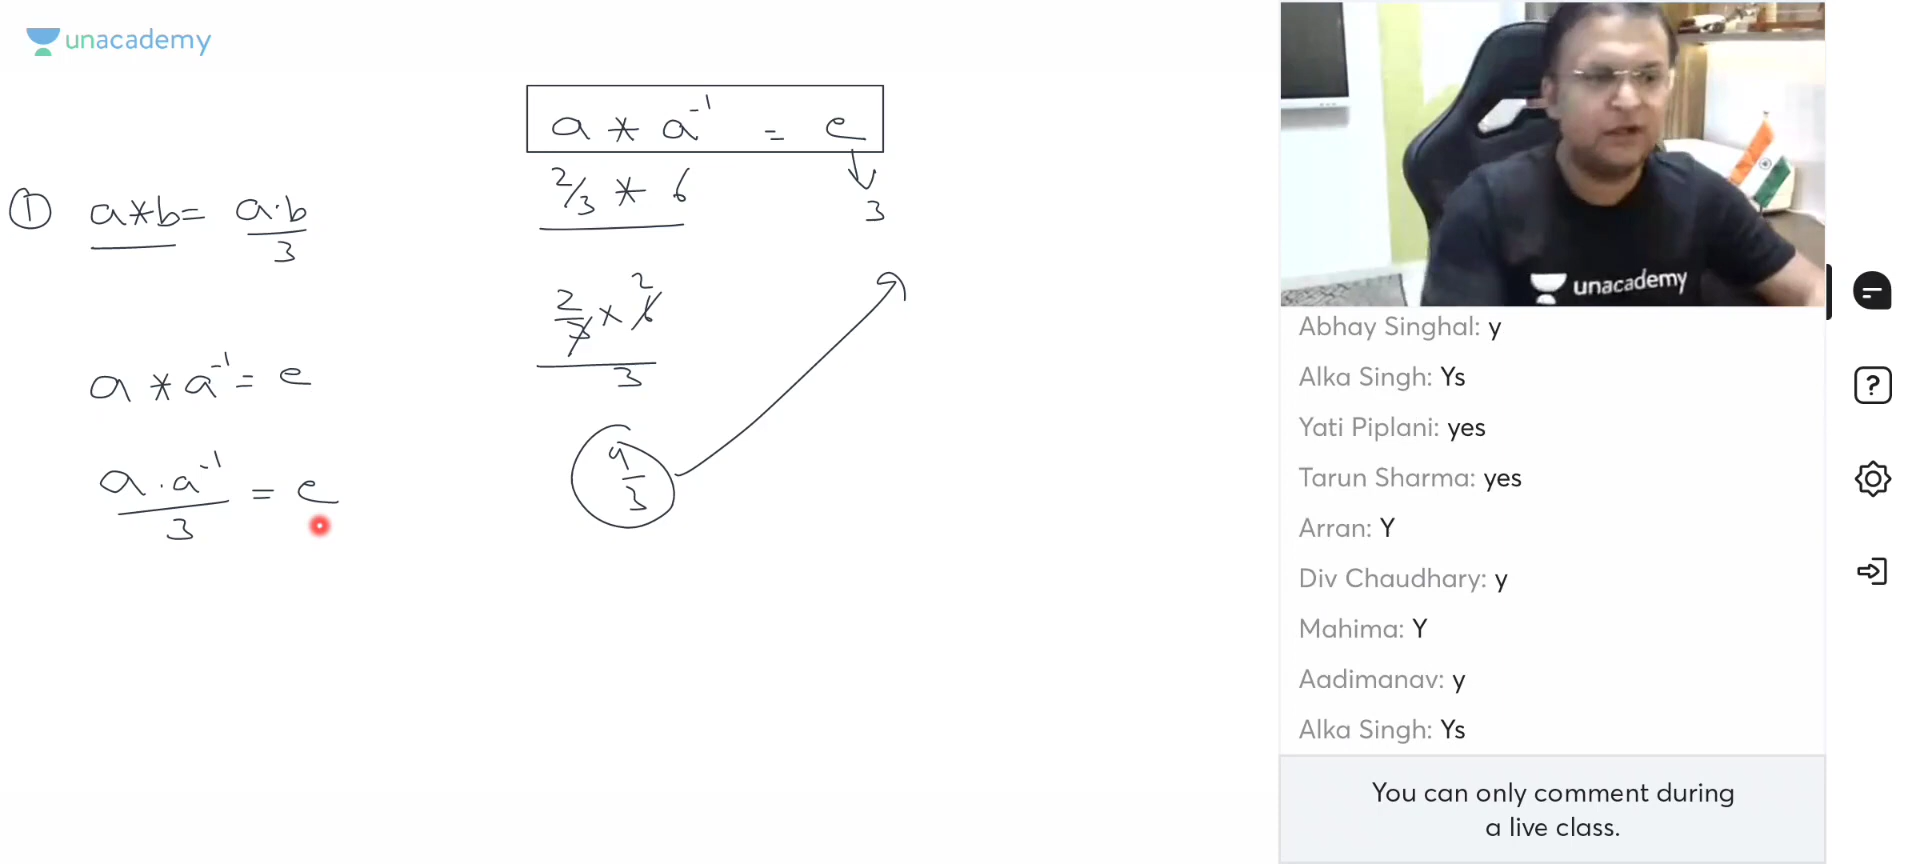 unacademy
a * a⁻¹ = e
2/3 * 6
3
① a*b = a·b/3
2/3 × 6 2
3
a * a⁻¹ = e
4/3
a·a⁻¹/3 = e
unacademy
Abhay Singhal: y
Alka Singh: Ys
Yati Piplani: yes
Tarun Sharma: yes
Arran: Y
Div Chaudhary: y
Mahima: Y
Aadimanav: y
Alka Singh: Ys
You can only comment during
a live class.
?